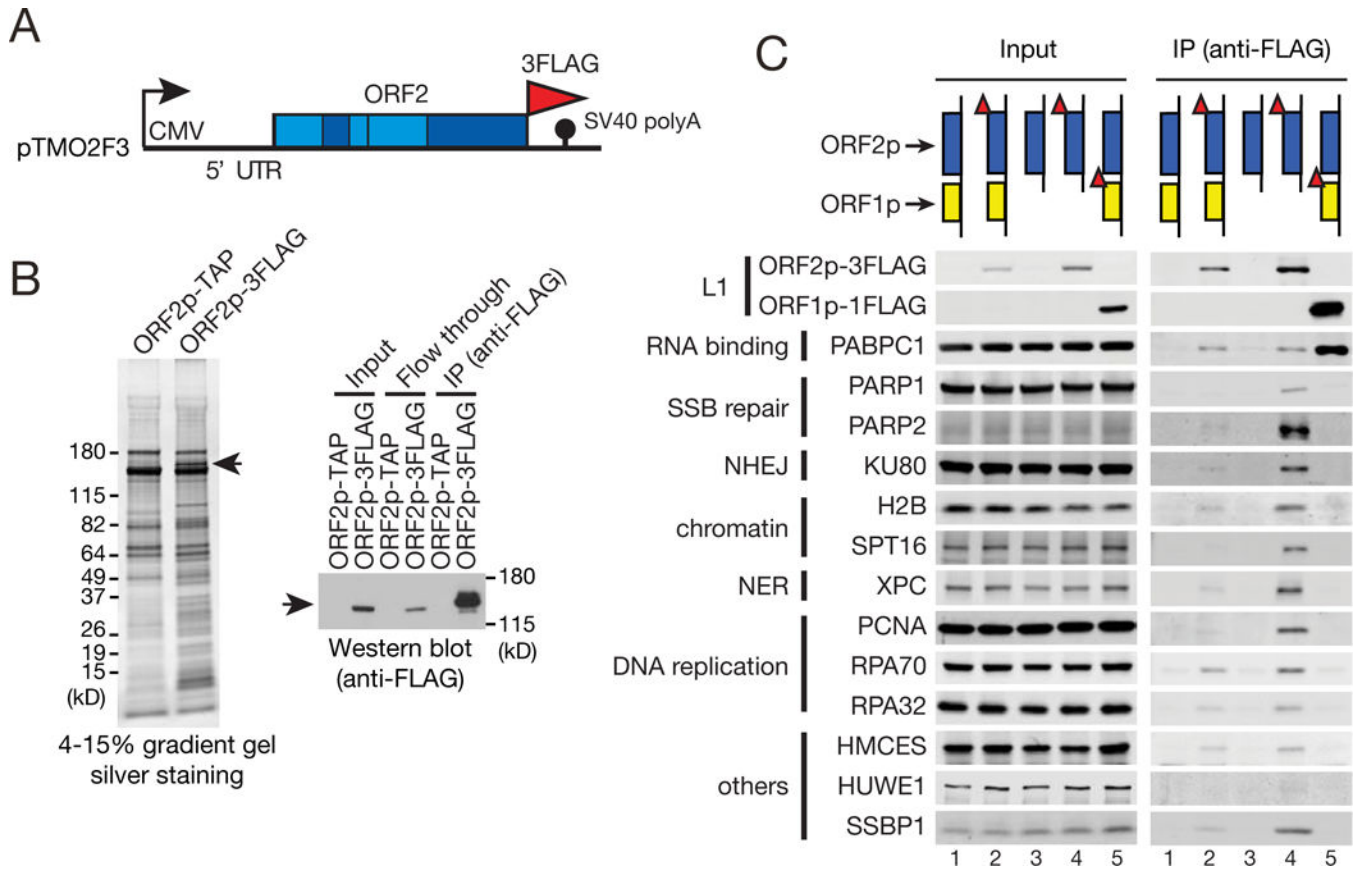 A
3FLAG
ORF2
CMV
SV40 polyA
pTMO2F3
5' UTR
B
ORF2p-TAP
ORF2p-3FLAG
180
115
82
64
49
37
26
19
15
(kD)
4-15% gradient gel
silver staining
Input
Flow through
IP (anti-FLAG)
ORF2p-TAP
ORF2p-3FLAG
ORF2p-TAP
ORF2p-3FLAG
ORF2p-TAP
ORF2p-3FLAG
180
115
(kD)
Western blot
(anti-FLAG)
C
Input
IP (anti-FLAG)
ORF2p
ORF1p
L1
ORF2p-3FLAG
ORF1p-1FLAG
RNA binding
PABPC1
SSB repair
PARP1
PARP2
NHEJ
KU80
chromatin
H2B
SPT16
NER
XPC
DNA replication
PCNA
RPA70
RPA32
others
HMCES
HUWE1
SSBP1
1 2 3 4 5
1 2 3 4 5